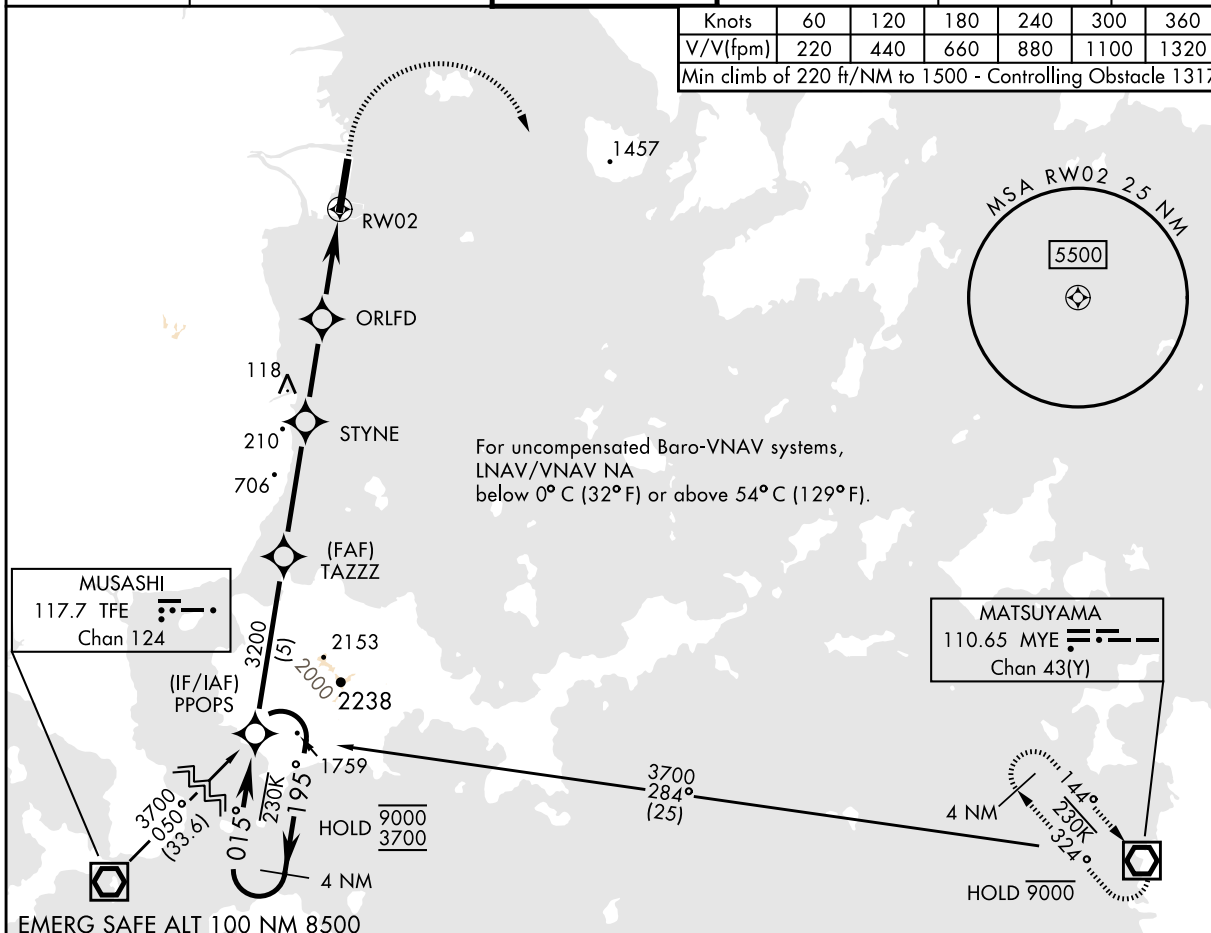 Knots 60 120 180 240 300 360
V/V(fpm) 220 440 660 880 1100 1320
Min climb of 220 ft/NM to 1500 - Controlling Obstacle 1317
1457
MSA RW02 25 NM
5500
RW02
ORLFD
118
STYNE
210
706
For uncompensated Baro-VNAV systems,
LNAV/VNAV NA
below 0° C (32° F) or above 54° C (129° F).
(FAF)
TAZZZ
MUSASHI
117.7 TFE
Chan 124
MATSUYAMA
110.65 MYE
Chan 43(Y)
3200
(5)
2153
2000
2238
(IF/IAF)
PPOPS
1759
3700
050°
(33.6)
015°
230K
195°
HOLD 9000
3700
4 NM
3700
284°
(25)
4 NM
144°
230K
324°
HOLD 9000
EMERG SAFE ALT 100 NM 8500